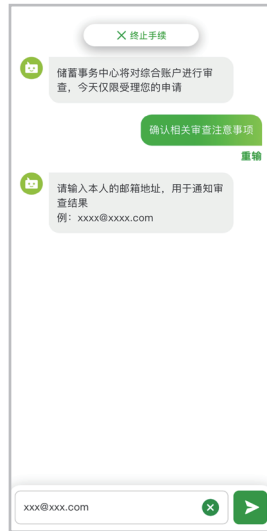 终止手续
储蓄事务中心将对综合账户进行审
查，今天仅限受理您的申请
确认相关审查注意事项
重输
请输入本人的邮箱地址，用于通知审
查结果
例：xxxx@xxxx.com
xxx@xxx.com